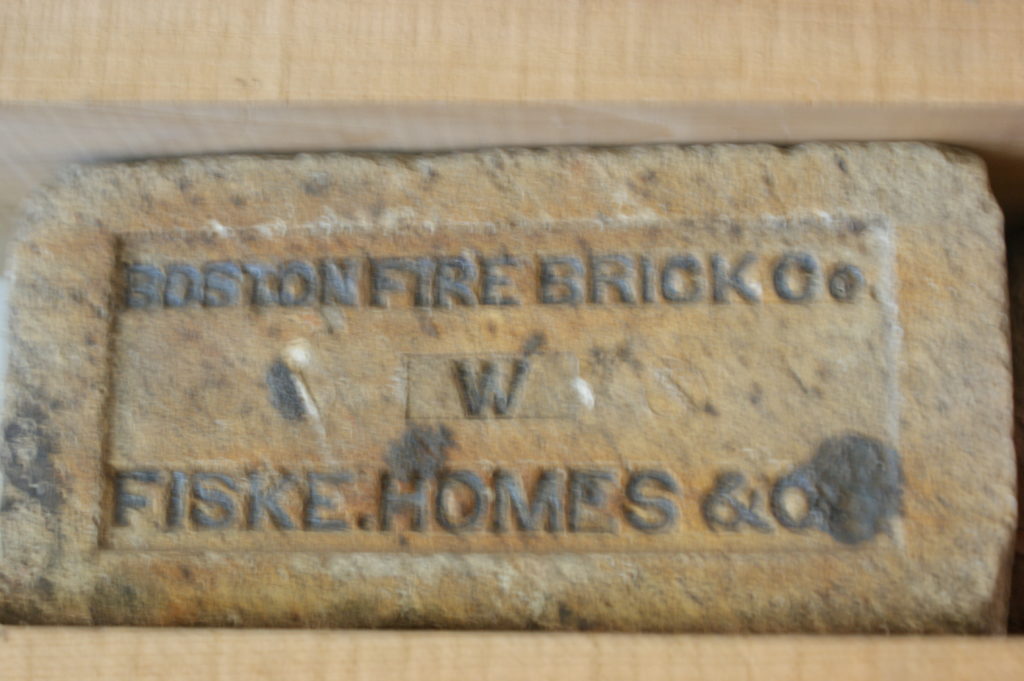 BOSTON FIRE BRICK Co.
W
FISKE.HOMES & Co